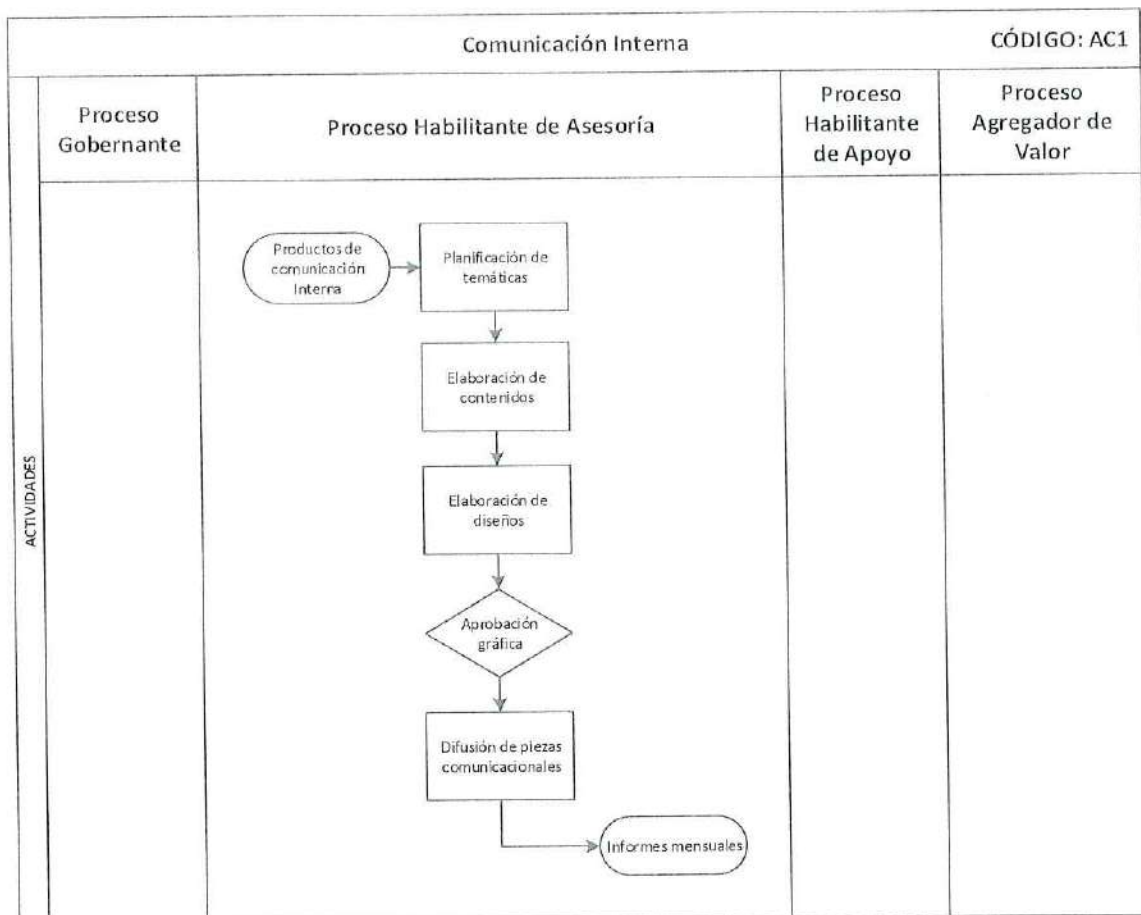 Comunicación Interna
CÓDIGO: AC1
Proceso
Gobernante
Proceso Habilitante de Asesoría
Proceso
Habilitante
de Apoyo
Proceso
Agregador de
Valor
ACTIVIDADES
Productos de
comunicación
Interna
Planificación de
temáticas
Elaboración de
contenidos
Elaboración de
diseños
Aprobación
gráfica
Difusión de piezas
comunicacionales
Informes mensuales